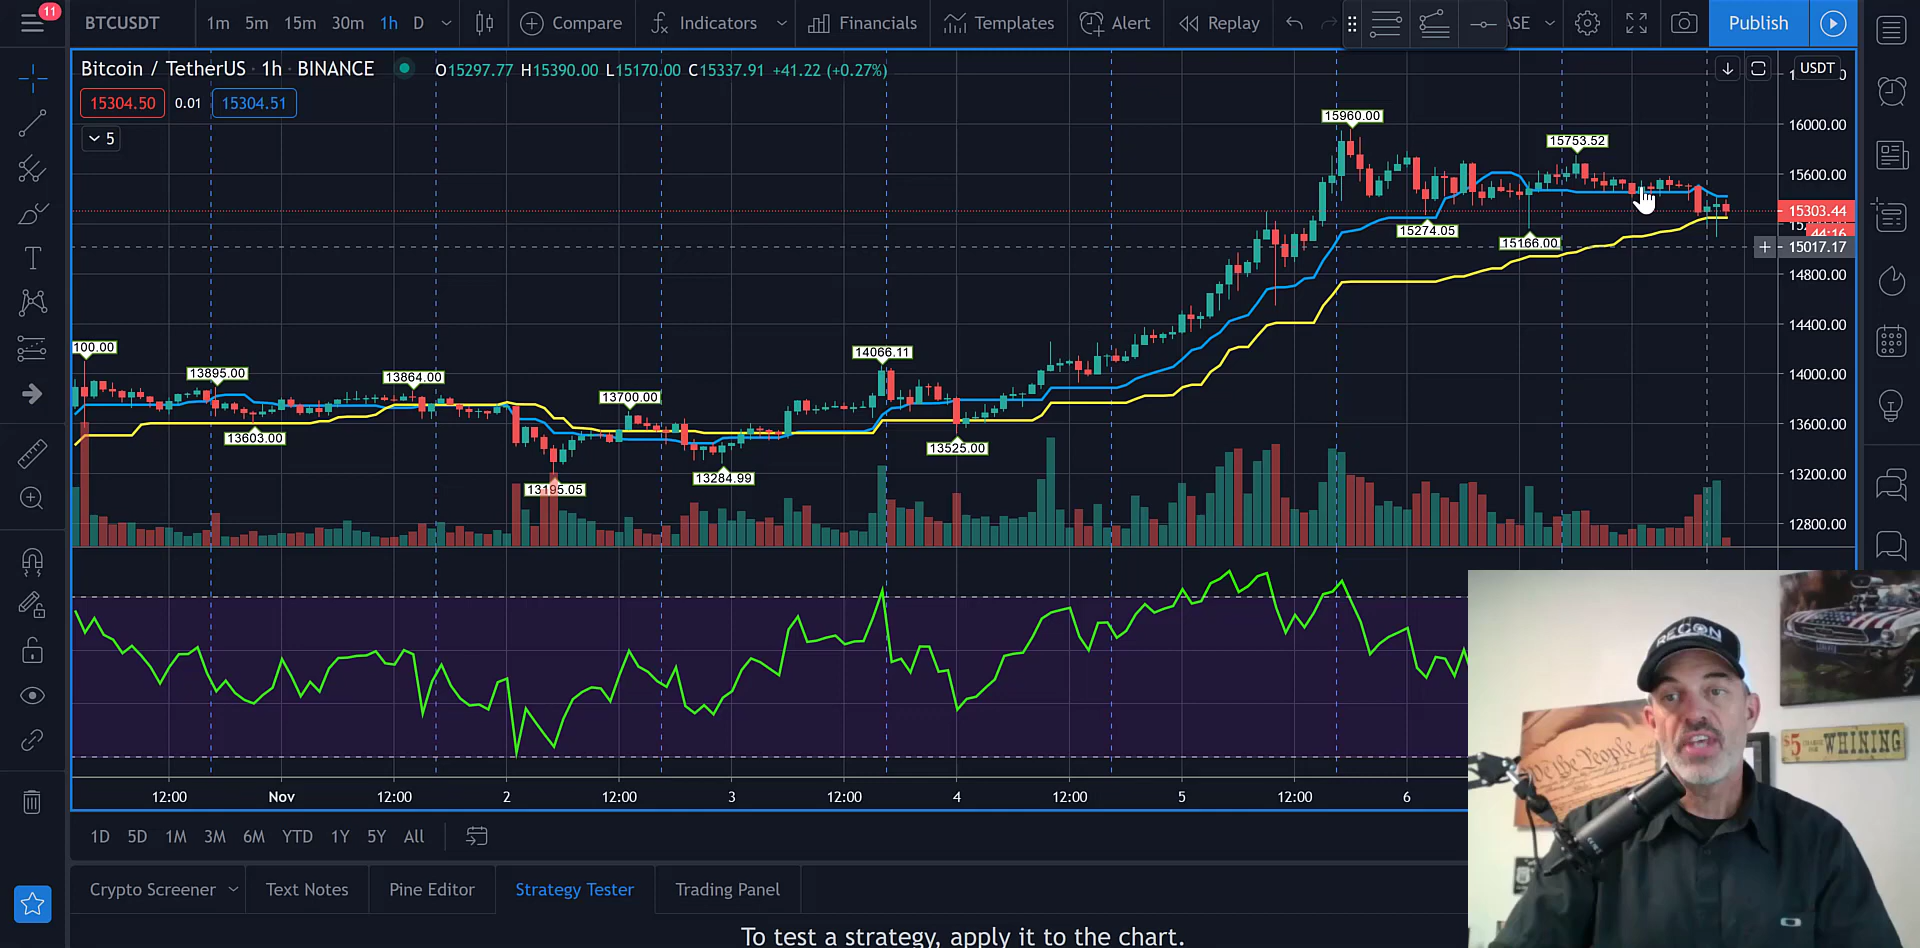 11
BTCUSDT
1m 5m 15m 30m 1h D
Compare
Indicators
Financials
Templates
Alert
Replay
Publish
Bitcoin / TetherUS · 1h · BINANCE
O15297.77 H15390.00 L15170.00 C15337.91 +41.22 (+0.27%)
USDT
15304.50 0.01 15304.51
5
16000.00
15600.00
15303.44
44:16
15017.17
14800.00
14400.00
14000.00
13600.00
13200.00
12800.00
15960.00
15753.52
15274.05
15166.00
100.00
13895.00
13603.00
13864.00
13195.05
13700.00
13284.99
14066.11
13525.00
12:00 Nov 12:00 2 12:00 3 12:00 4 12:00 5 12:00 6
1D 5D 1M 3M 6M YTD 1Y 5Y All
Crypto Screener
Text Notes
Pine Editor
Strategy Tester
Trading Panel
To test a strategy, apply it to the chart.
RECON
We the People
$5
WHINING